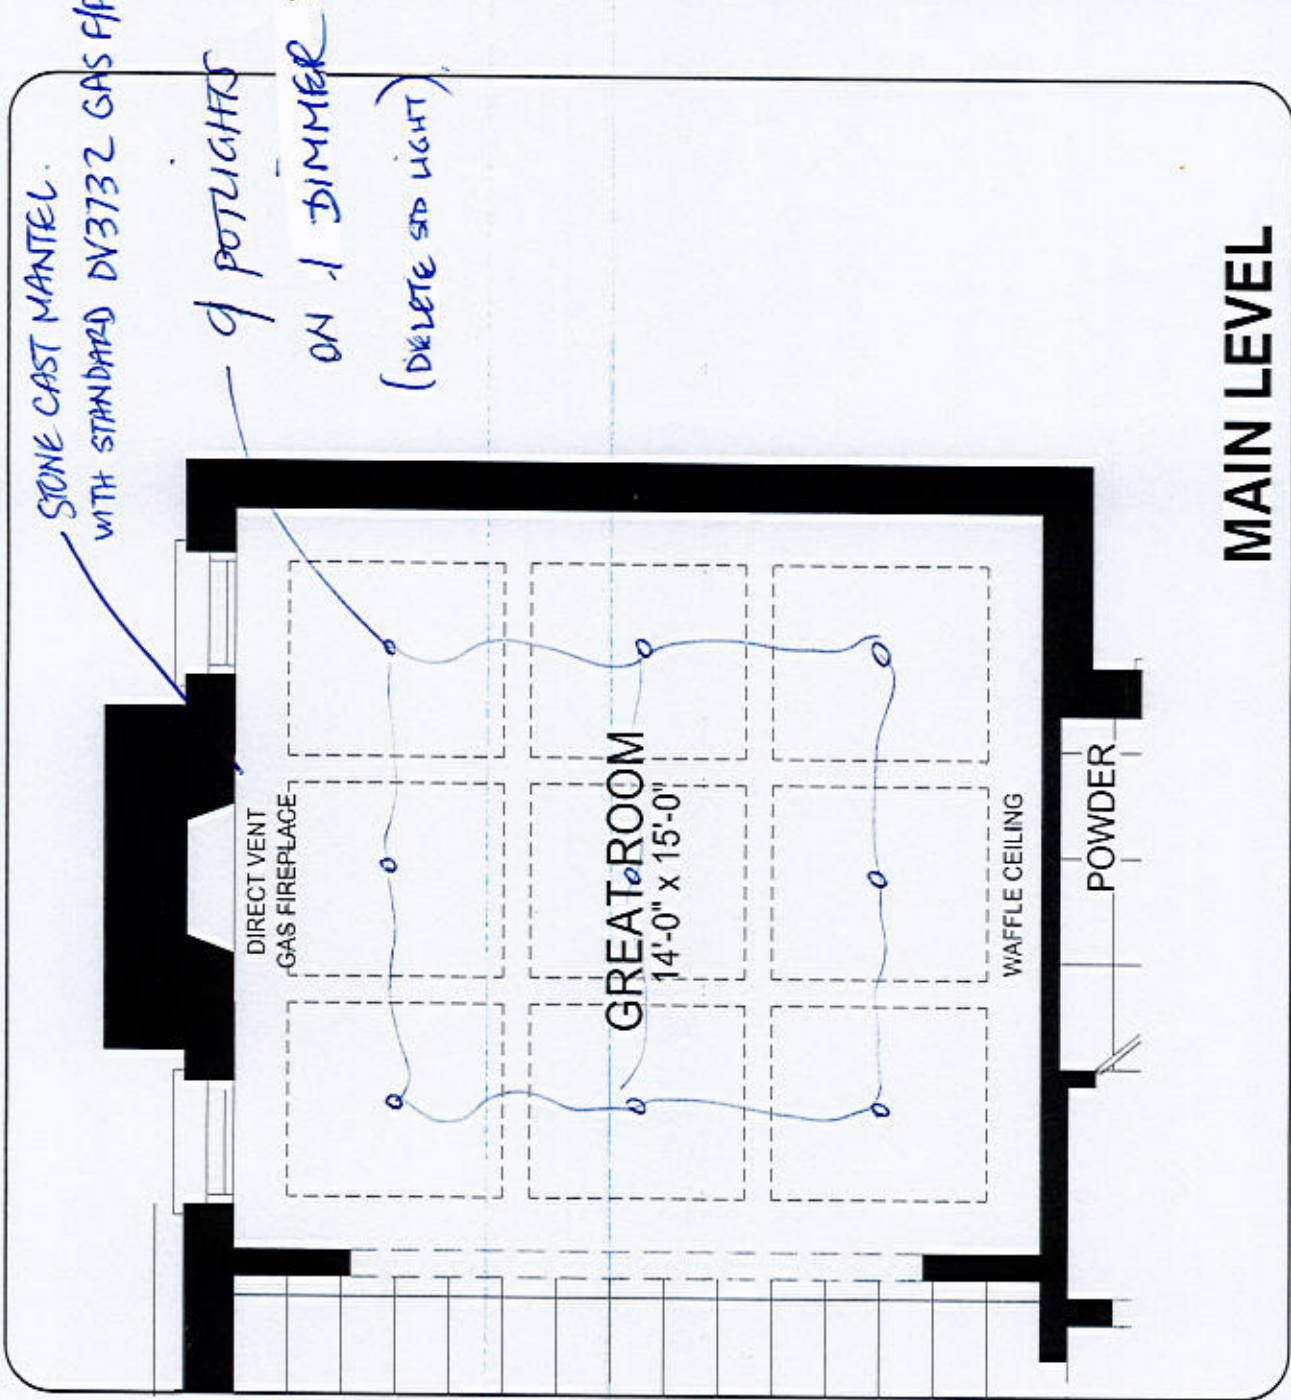 STONE CAST MANTEL.
WITH STANDARD DV3732 GAS F/P
9 POTLIGHTS
ON 1 DIMMER
(DELETE STD LIGHT)
DIRECT VENT
GAS FIREPLACE
GREAT ROOM
14'-0" x 15'-0"
WAFFLE CEILING
POWDER
MAIN LEVEL